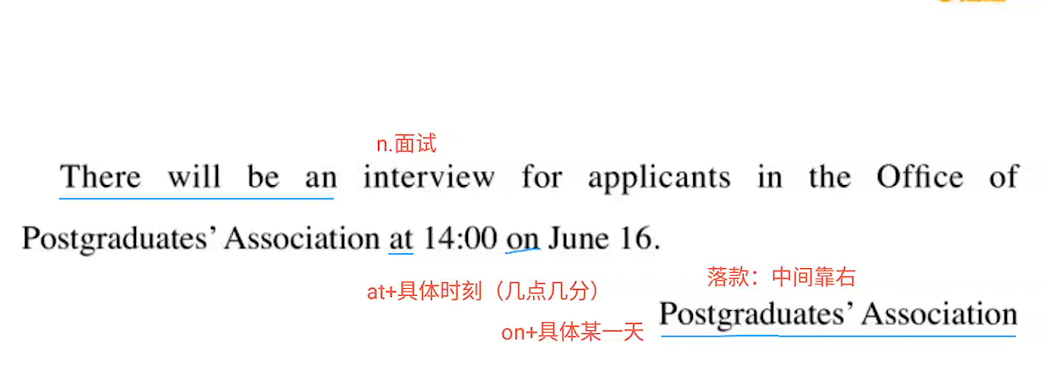 n.面试
There will be an interview for applicants in the Office of
Postgraduates’ Association at 14:00 on June 16.
落款：中间靠右
at+具体时刻（几点几分）
Postgraduates’ Association
on+具体某一天